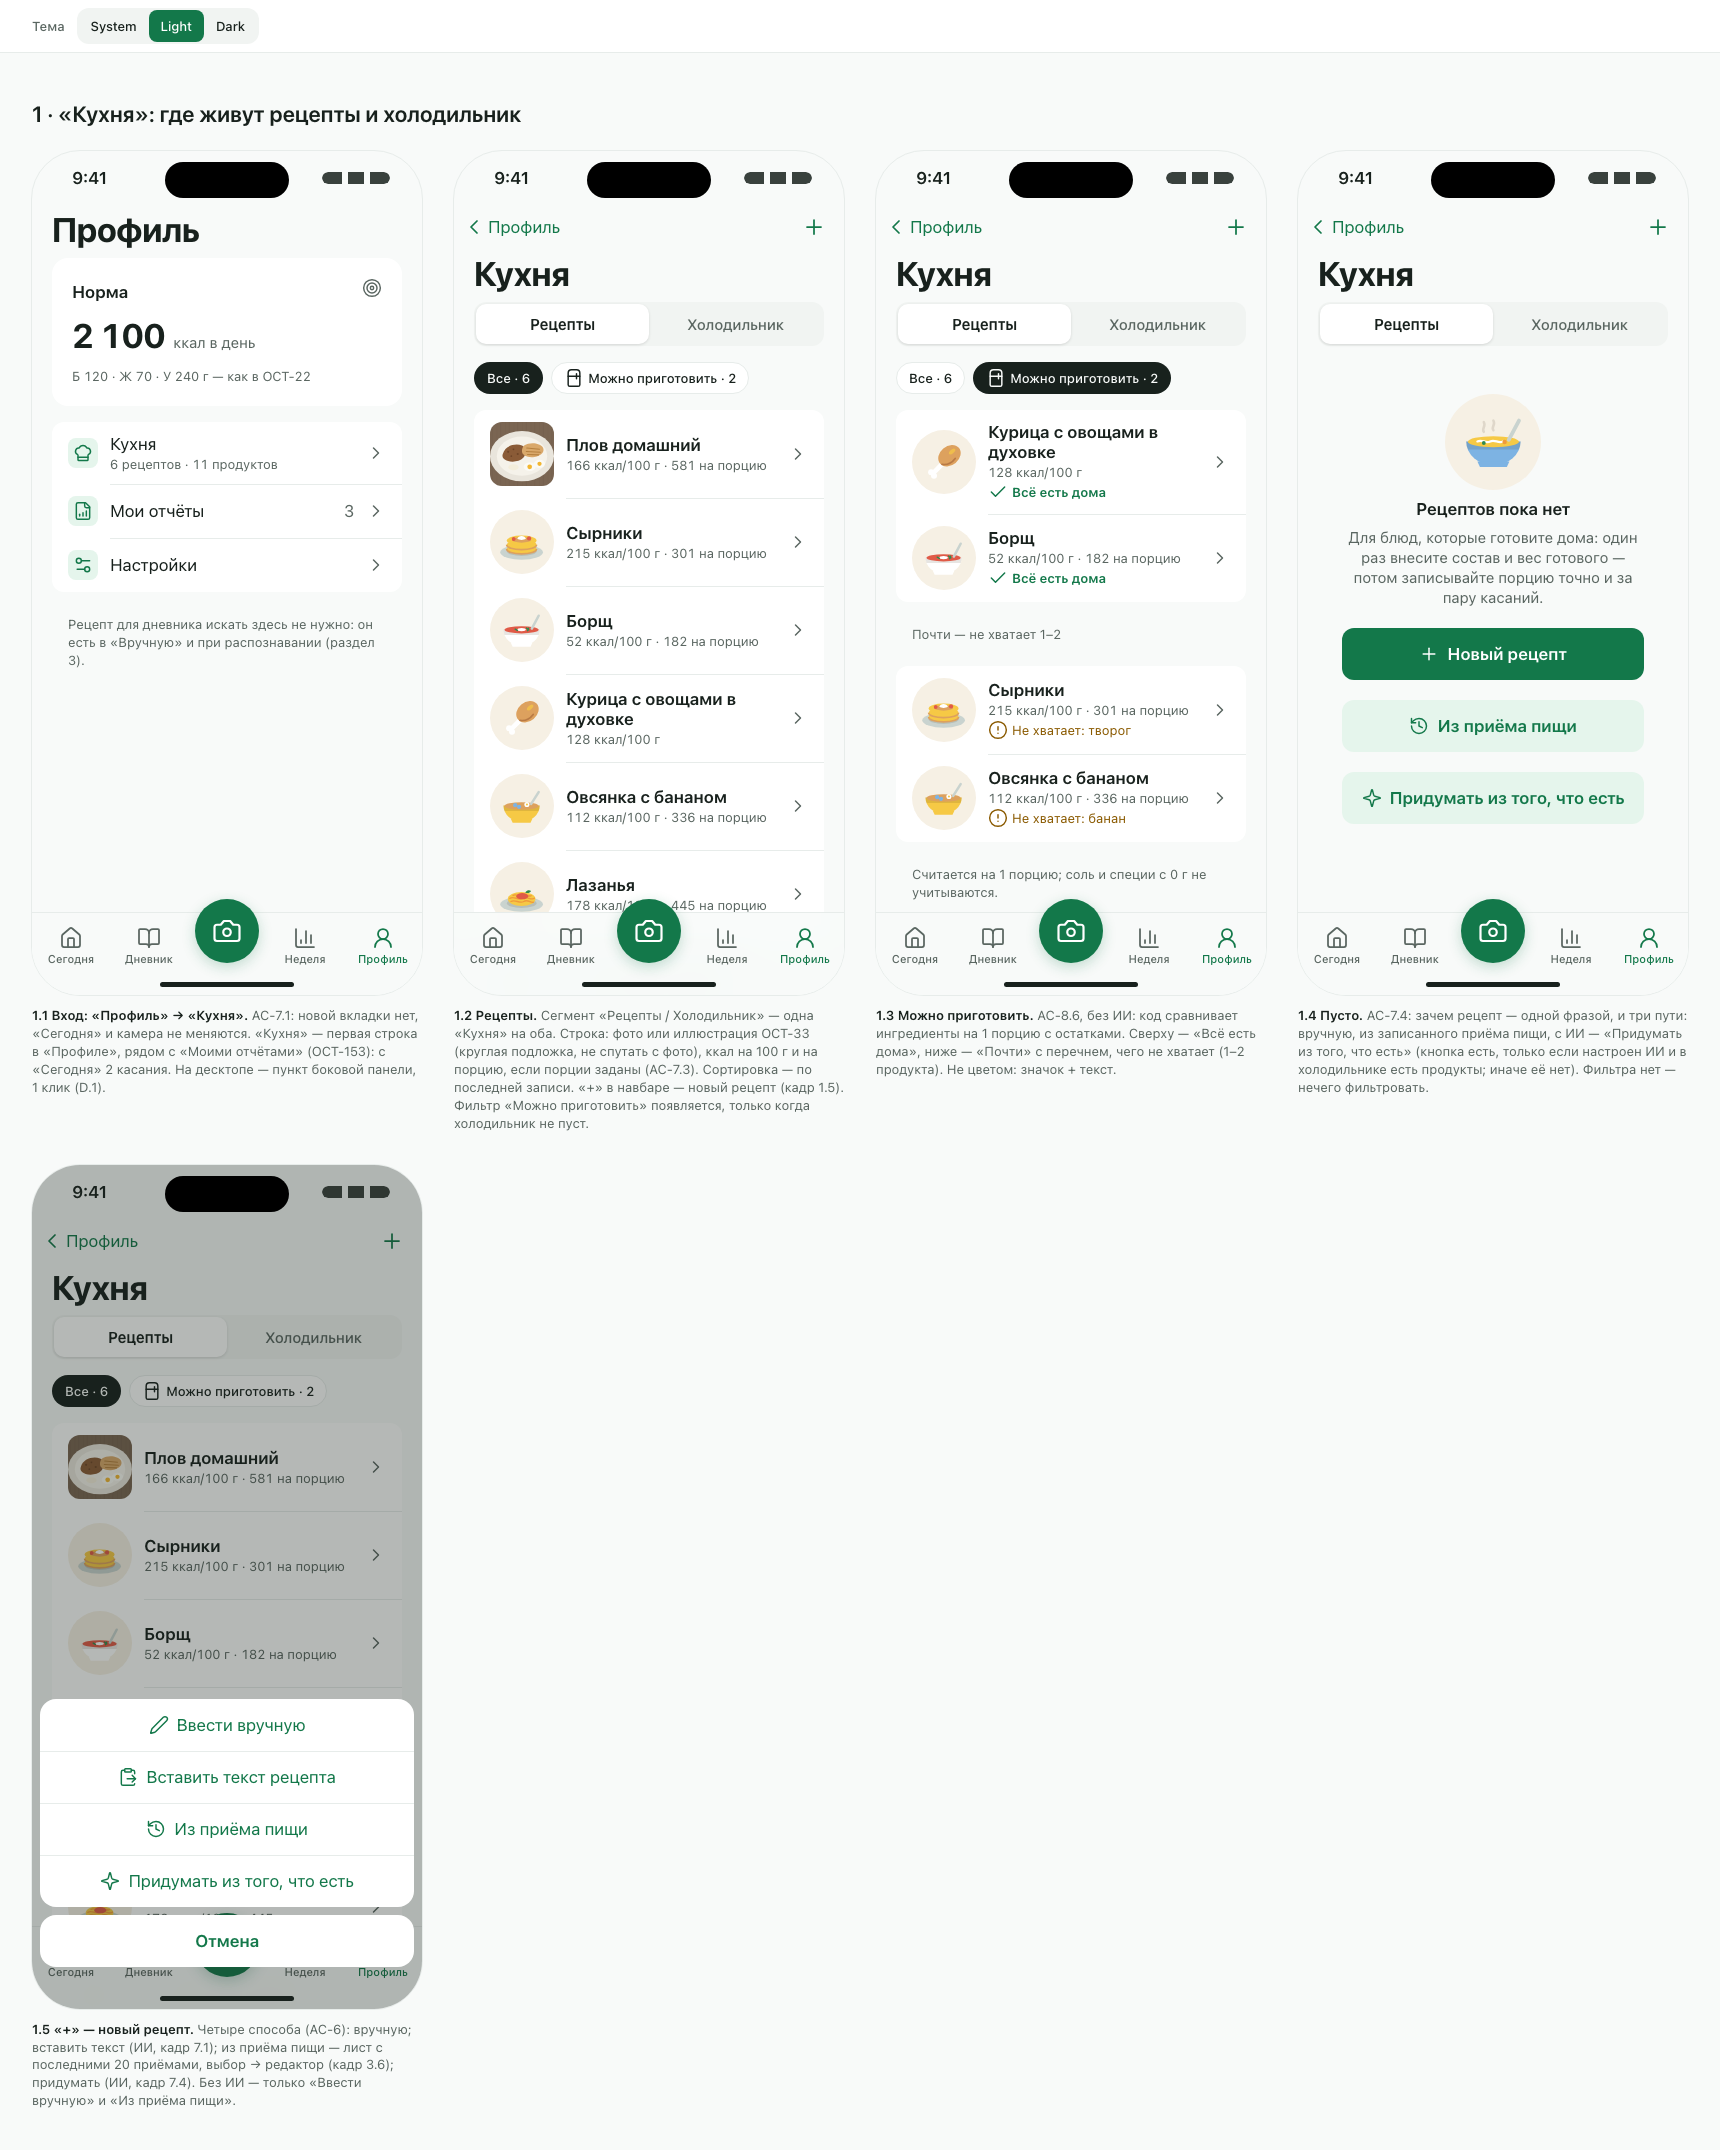 Тема System Light Dark
1 · «Кухня»: где живут рецепты и холодильник
9:41
Профиль
Норма
2 100 ккал в день
Б 120 · Ж 70 · У 240 г — как в ОСТ-22
Кухня
6 рецептов · 11 продуктов
Мои отчёты 3
Настройки
Рецепт для дневника искать здесь не нужно: он
есть в «Вручную» и при распознавании (раздел
3).
Сегодня Дневник Неделя Профиль
1.1 Вход: «Профиль» → «Кухня». АС-7.1: новой вкладки нет,
«Сегодня» и камера не меняются. «Кухня» — первая строка
в «Профиле», рядом с «Моими отчётами» (ОСТ-153): с
«Сегодня» 2 касания. На десктопе — пункт боковой панели,
1 клик (D.1).
9:41
Профиль
Кухня
Рецепты Холодильник
Все · 6 Можно приготовить · 2
Плов домашний
166 ккал/100 г · 581 на порцию
Сырники
215 ккал/100 г · 301 на порцию
Борщ
52 ккал/100 г · 182 на порцию
Курица с овощами в
духовке
128 ккал/100 г
Овсянка с бананом
112 ккал/100 г · 336 на порцию
Лазанья
178 ккал/1 445 на порцию
Сегодня Дневник Неделя Профиль
1.2 Рецепты. Сегмент «Рецепты / Холодильник» — одна
«Кухня» на оба. Строка: фото или иллюстрация ОСТ-33
(круглая подложка, не спутать с фото), ккал на 100 г и на
порцию, если порции заданы (АС-7.3). Сортировка — по
последней записи. «+» в навбаре — новый рецепт (кадр 1.5).
Фильтр «Можно приготовить» появляется, только когда
холодильник не пуст.
9:41
Профиль
Кухня
Рецепты Холодильник
Все · 6 Можно приготовить · 2
Курица с овощами в
духовке
128 ккал/100 г
Всё есть дома
Борщ
52 ккал/100 г · 182 на порцию
Всё есть дома
Почти — не хватает 1–2
Сырники
215 ккал/100 г · 301 на порцию
Не хватает: творог
Овсянка с бананом
112 ккал/100 г · 336 на порцию
Не хватает: банан
Считается на 1 порцию; соль и специи с 0 г не
учитываются.
Сегодня Дневник Неделя Профиль
1.3 Можно приготовить. АС-8.6, без ИИ: код сравнивает
ингредиенты на 1 порцию с остатками. Сверху — «Всё есть
дома», ниже — «Почти» с перечнем, чего не хватает (1–2
продукта). Не цветом: значок + текст.
9:41
Профиль
Кухня
Рецепты Холодильник
Рецептов пока нет
Для блюд, которые готовите дома: один
раз внесите состав и вес готового —
потом записывайте порцию точно и за
пару касаний.
Новый рецепт
Из приёма пищи
Придумать из того, что есть
Сегодня Дневник Неделя Профиль
1.4 Пусто. АС-7.4: зачем рецепт — одной фразой, и три пути:
вручную, из записанного приёма пищи, с ИИ — «Придумать
из того, что есть» (кнопка есть, только если настроен ИИ и в
холодильнике есть продукты; иначе её нет). Фильтра нет —
нечего фильтровать.
9:41
Профиль
Кухня
Рецепты Холодильник
Все · 6 Можно приготовить · 2
Плов домашний
166 ккал/100 г · 581 на порцию
Сырники
215 ккал/100 г · 301 на порцию
Борщ
52 ккал/100 г · 182 на порцию
Ввести вручную
Вставить текст рецепта
Из приёма пищи
Придумать из того, что есть
Отмена
Сегодня Дневник Неделя Профиль
1.5 «+» — новый рецепт. Четыре способа (АС-6): вручную;
вставить текст (ИИ, кадр 7.1); из приёма пищи — лист с
последними 20 приёмами, выбор → редактор (кадр 3.6);
придумать (ИИ, кадр 7.4). Без ИИ — только «Ввести
вручную» и «Из приёма пищи».